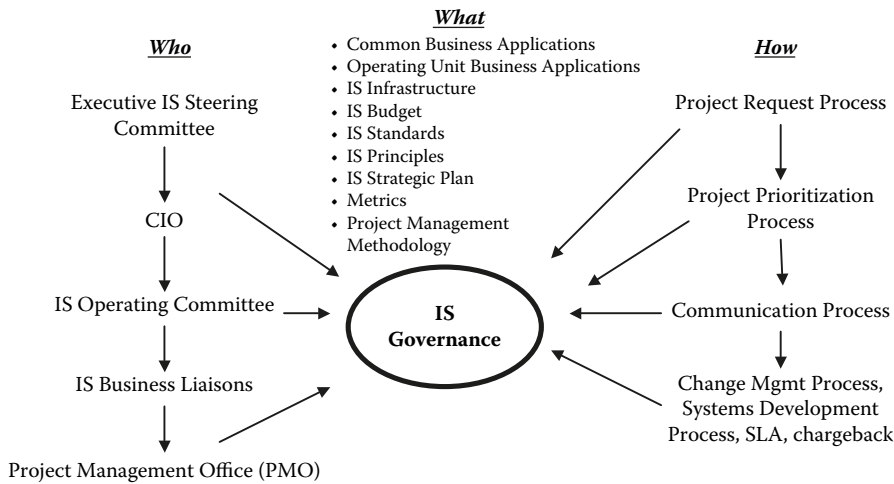 Who
Executive IS Steering
Committee
CIO
IS Operating Committee
IS Business Liaisons
Project Management Office (PMO)
What
• Common Business Applications
• Operating Unit Business Applications
• IS Infrastructure
• IS Budget
• IS Standards
• IS Principles
• IS Strategic Plan
• Metrics
• Project Management
Methodology
IS
Governance
How
Project Request Process
Project Prioritization
Process
Communication Process
Change Mgmt Process,
Systems Development
Process, SLA, chargeback